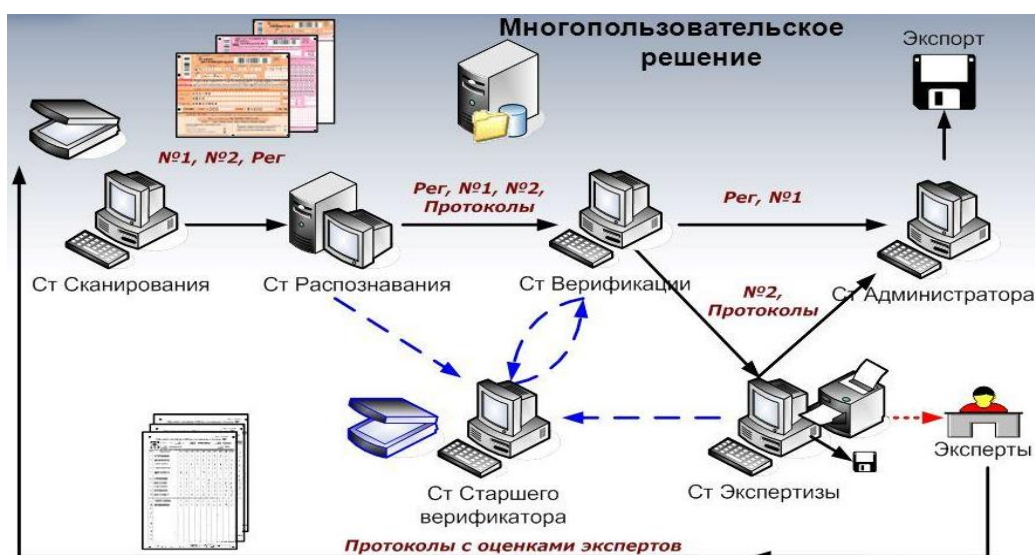 Многопользовательское
решение
Экспорт
№1, №2, Рег
Рег, №1, №2,
Протоколы
Рег, №1
Ст Сканирования
Ст Распознавания
Ст Верификации
Ст Администратора
№2,
Протоколы
Эксперты
Ст Старшего
верификатора
Ст Экспертизы
Протоколы с оценками экспертов